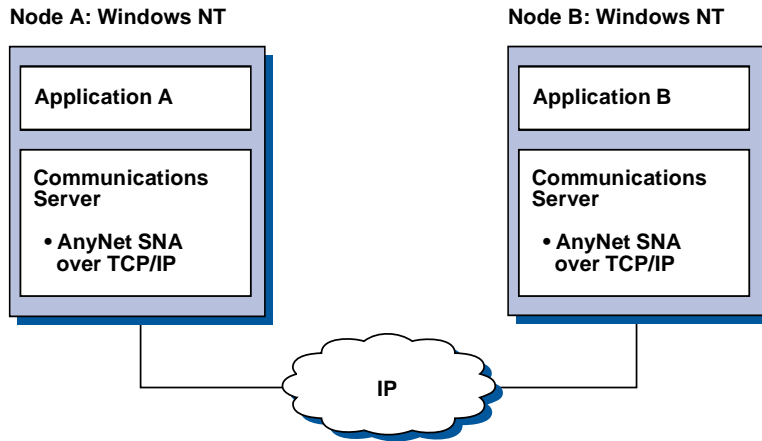 Node A: Windows NT
Application A
Communications
Server
• AnyNet SNA
over TCP/IP
Node B: Windows NT
Application B
Communications
Server
• AnyNet SNA
over TCP/IP
IP